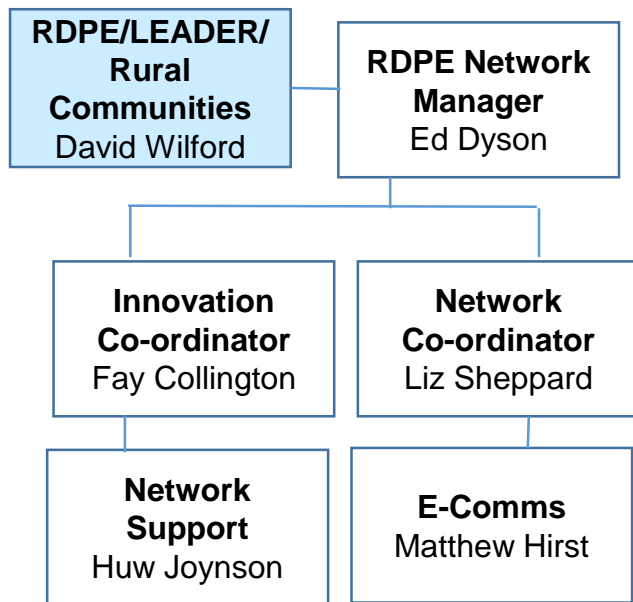 RDPE/LEADER/
Rural
Communities
David Wilford
RDPE Network
Manager
Ed Dyson
Innovation
Co-ordinator
Fay Collington
Network
Co-ordinator
Liz Sheppard
Network
Support
Huw Joynson
E-Comms
Matthew Hirst